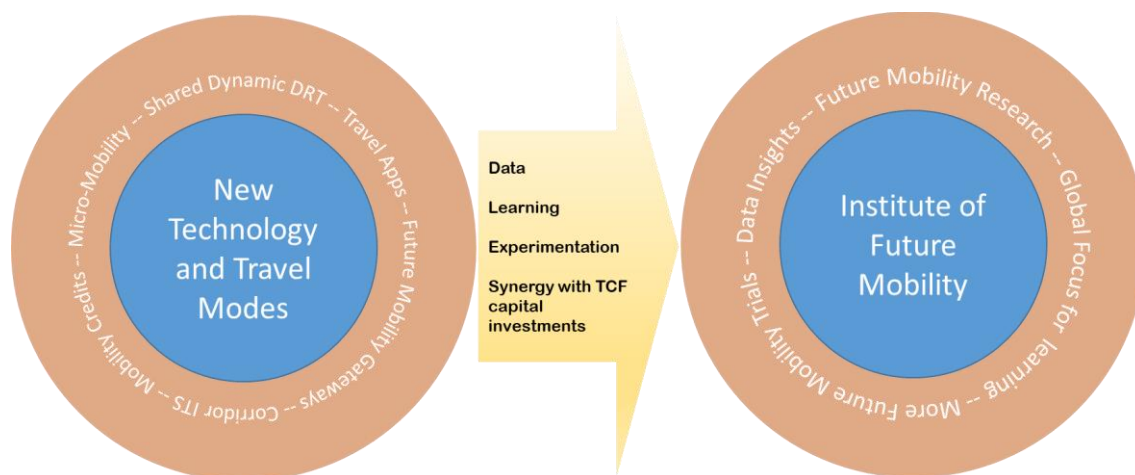 Micro-Mobility -- Shared Dynamic DRT -- Travel Apps -- Future Mobility Gateways -- Corridor ITS -- Mobility Credits --
New
Technology
and Travel
Modes
Data
Learning
Experimentation
Synergy with TCF
capital
investments
Data Insights -- Future Mobility Research -- Global Focus for learning -- More Future Mobility Trials --
Institute of
Future
Mobility